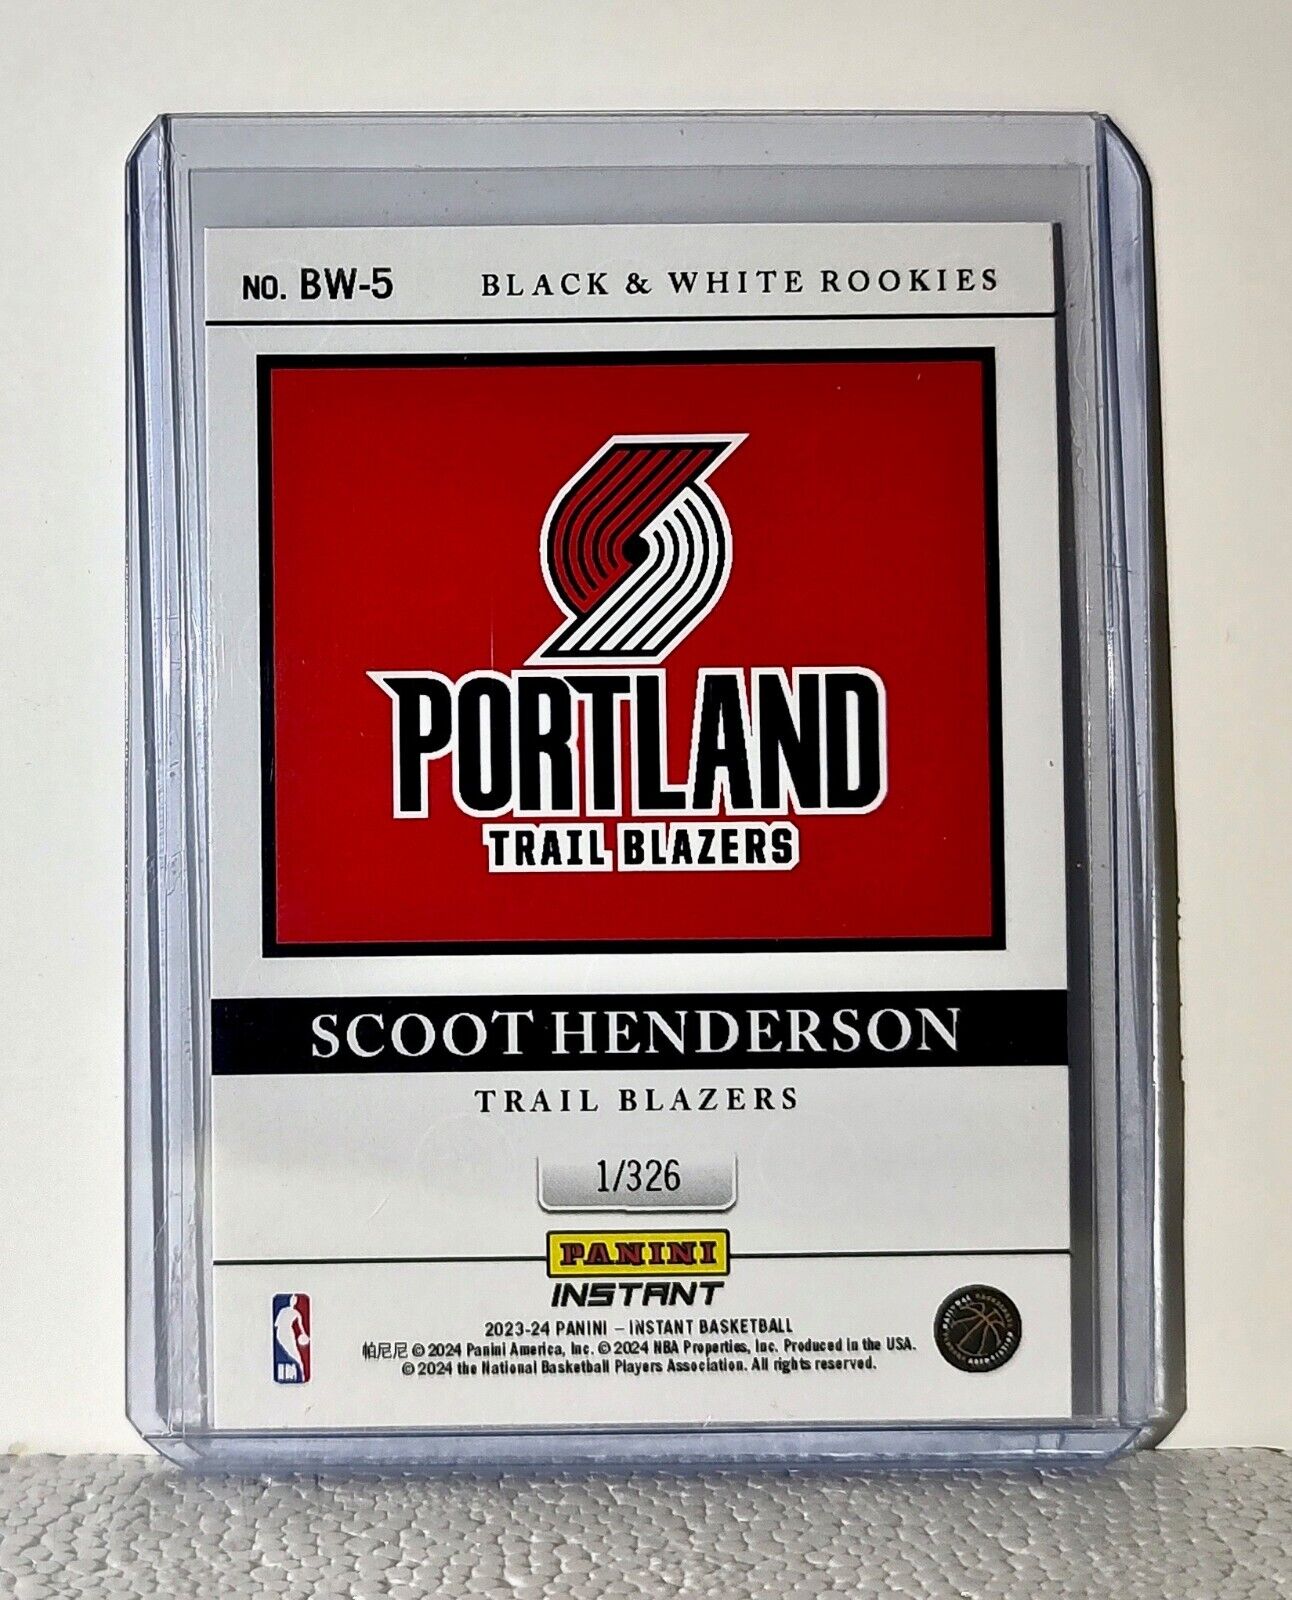 NO. BW-5 BLACK & WHITE ROOKIES
PORTLAND
TRAIL BLAZERS
SCOOT HENDERSON
TRAIL BLAZERS
1/326
PANINI
INSTANT
2023-24 PANINI – INSTANT BASKETBALL
帕尼尼 © 2024 Panini America, Inc. © 2024 NBA Properties, Inc. Produced in the USA.
© 2024 the National Basketball Players Association. All rights reserved.